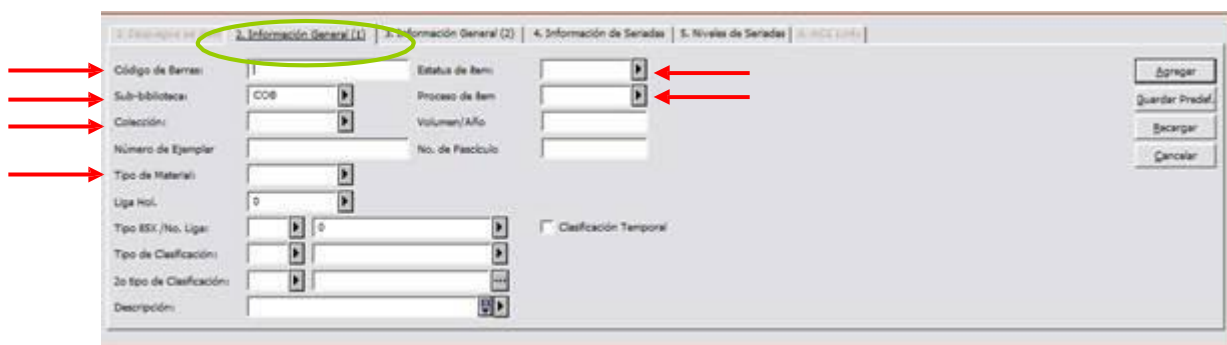 2. Información General (1) 3. Información General (2) 4. Información de Seriadas 5. Niveles de Seriadas
Código de Barras: Estatus de ítem: Agregar
Sub-biblioteca: COB Proceso de ítem Guardar Predef.
Colección: Volumen/Año Recargar
Número de Ejemplar No. de Fascículo Cancelar
Tipo de Material:
Liga Hol. 0
Tipo 85X /No. Liga: 0 Clasificación Temporal
Tipo de Clasificación:
2o tipo de Clasificación:
Descripción: